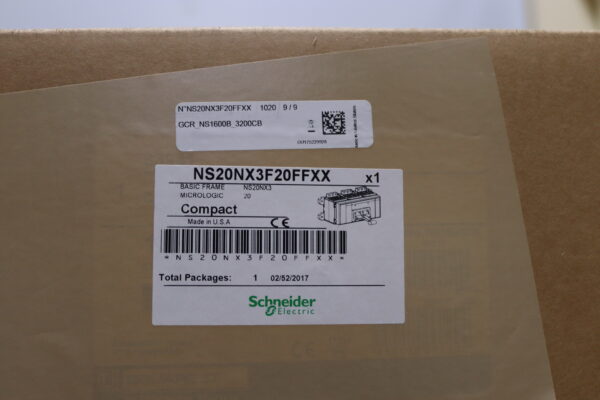 N°NS20NX3F20FFXX 1020 9/9
GCR_NS1600B_3200CB
NS20NX3F20FFXX x1
BASIC FRAME NS20NX3
MICROLOGIC 20
Compact
Made in U.S.A CE
*NS20NX3F20FFXX*
Total Packages: 1 02/52/2017
Schneider
Electric